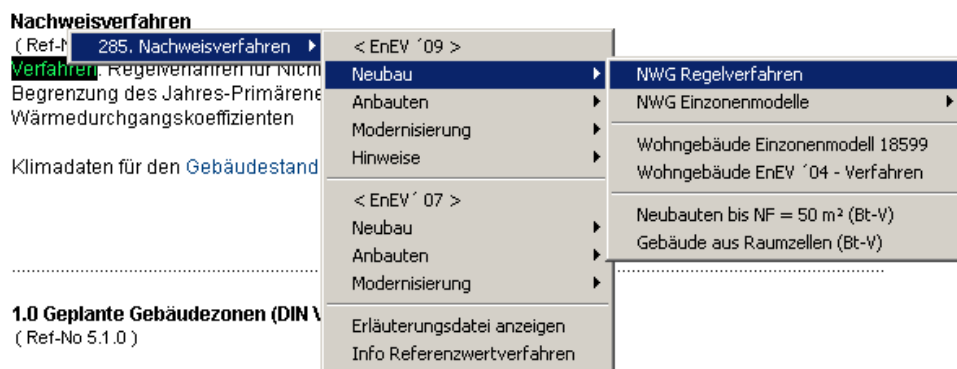 Nachweisverfahren
( Ref-
285. Nachweisverfahren
Verfahren: Regelverfahren für Nich
Begrenzung des Jahres-Primärene
Wärmedurchgangskoeffizienten
Klimadaten für den Gebäudestand
1.0 Geplante Gebäudezonen (DIN
( Ref-No 5.1.0 )
< EnEV ´09 >
Neubau
Anbauten
Modernisierung
Hinweise
< EnEV´ 07 >
Neubau
Anbauten
Modernisierung
Erläuterungsdatei anzeigen
Info Referenzwertverfahren
NWG Regelverfahren
NWG Einzonenmodelle
Wohngebäude Einzonenmodell 18599
Wohngebäude EnEV ´04 - Verfahren
Neubauten bis NF = 50 m² (Bt-V)
Gebäude aus Raumzellen (Bt-V)